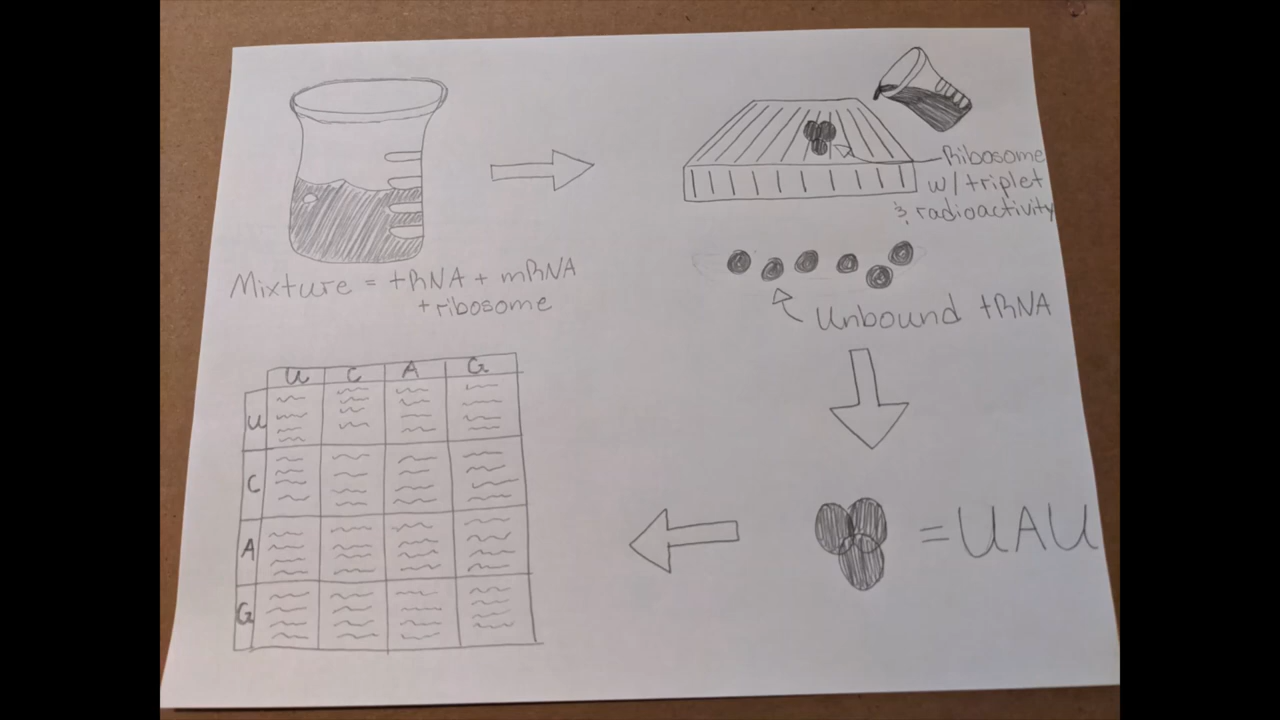 Mixture = tRNA + mRNA
+ ribosome
Ribosome
w/ triplet
& radioactivity
Unbound tRNA
= UAU
U C A G
U
C
A
G